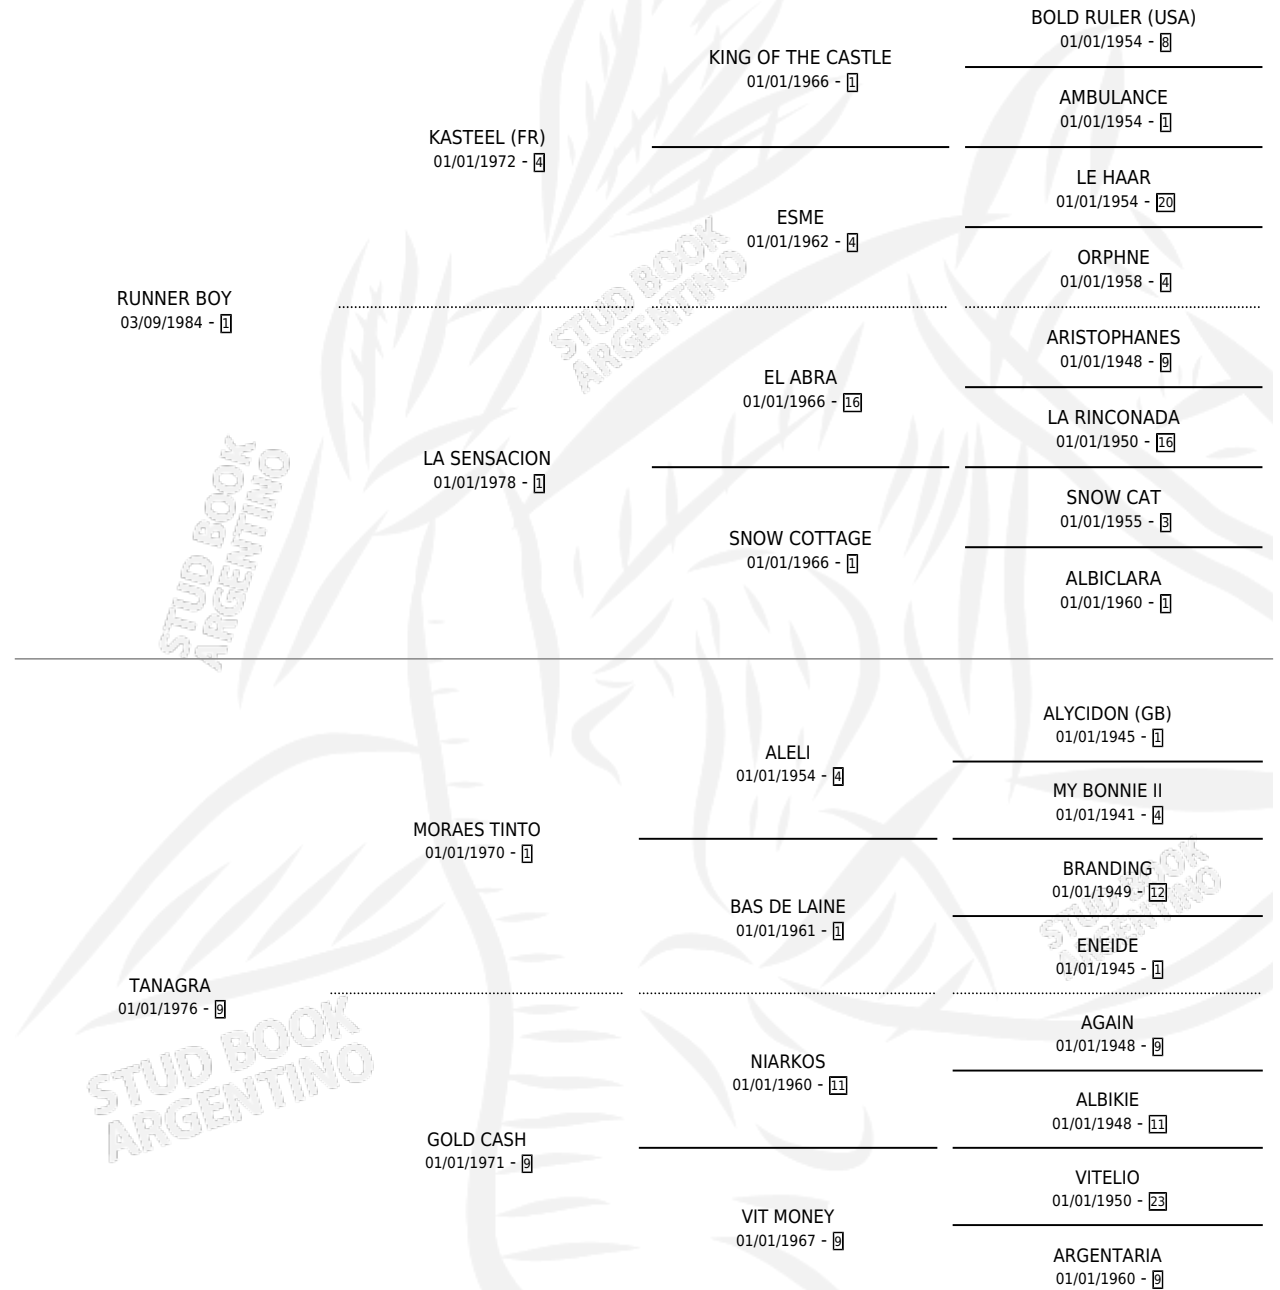 BOLD RULER (USA)
01/01/1954 - 8
KING OF THE CASTLE
01/01/1966 - 1
AMBULANCE
01/01/1954 - 1
KASTEEL (FR)
01/01/1972 - 4
LE HAAR
01/01/1954 - 20
ESME
01/01/1962 - 4
ORPHNE
01/01/1958 - 4
RUNNER BOY
03/09/1984 - 1
ARISTOPHANES
01/01/1948 - 9
EL ABRA
01/01/1966 - 16
LA RINCONADA
01/01/1950 - 16
LA SENSACION
01/01/1978 - 1
SNOW CAT
01/01/1955 - 3
SNOW COTTAGE
01/01/1966 - 1
ALBICLARA
01/01/1960 - 1
ALYCIDON (GB)
01/01/1945 - 1
ALELI
01/01/1954 - 4
MY BONNIE II
01/01/1941 - 4
MORAES TINTO
01/01/1970 - 1
BRANDING
01/01/1949 - 12
BAS DE LAINE
01/01/1961 - 1
ENEIDE
01/01/1945 - 1
TANAGRA
01/01/1976 - 9
AGAIN
01/01/1948 - 9
NIARKOS
01/01/1960 - 11
ALBIKIE
01/01/1948 - 11
GOLD CASH
01/01/1971 - 9
VITELIO
01/01/1950 - 23
VIT MONEY
01/01/1967 - 9
ARGENTARIA
01/01/1960 - 9
STUD BOOK
ARGENTINO
STUD BOOK
ARGENTINO
STUD BOOK
ARGENTINO
STUD BOOK
ARGENTINO